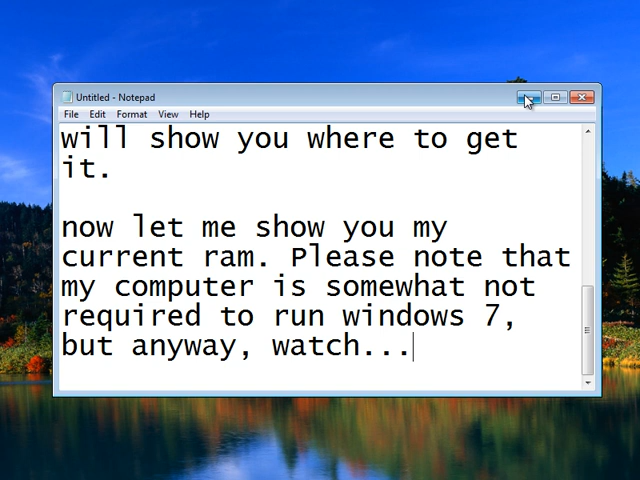 Untitled - Notepad
File Edit Format View Help
will show you where to get
it.
now let me show you my
current ram. Please note that
my computer is somewhat not
required to run windows 7,
but anyway, watch...